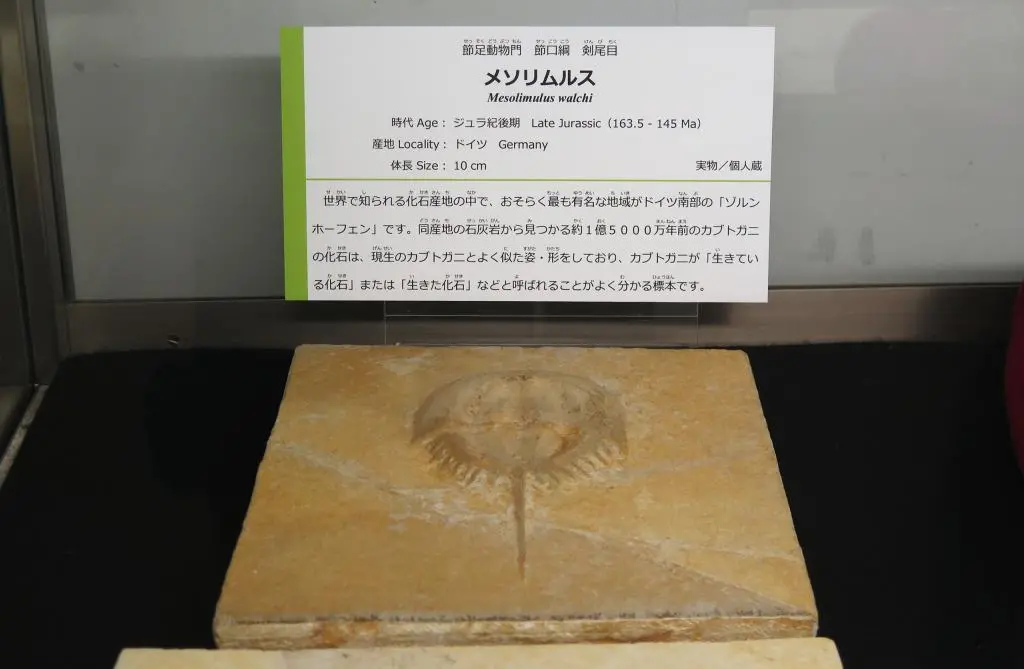 節足動物門　節口綱　剣尾目
メソリムルス
Mesolimulus walchi
時代 Age： ジュラ紀後期　Late Jurassic（163.5 - 145 Ma）
産地 Locality： ドイツ　Germany
体長 Size： 10 cm　実物／個人蔵
世界で知られる化石産地の中で、おそらく最も有名な地域がドイツ南部の「ゾルン
ホーフェン」です。同産地の石灰岩から見つかる約１億５０００万年前のカブトガニ
の化石は、現生のカブトガニとよく似た姿・形をしており、カブトガニが「生きてい
る化石」または「生きた化石」などと呼ばれることがよく分かる標本です。